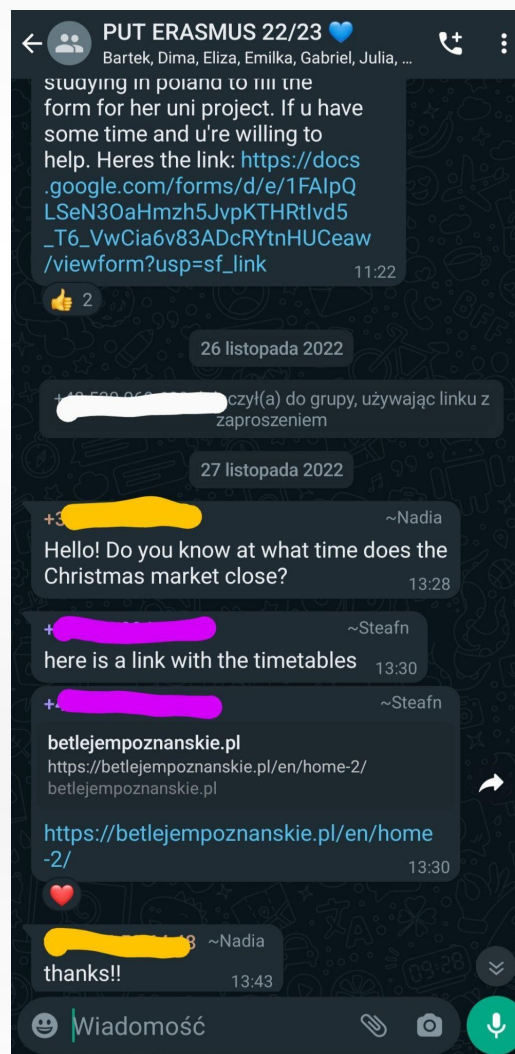 PUT ERASMUS 22/23 💙
Bartek, Dima, Eliza, Emilka, Gabriel, Julia, ...
studying in poland to fill the
form for her uni project. If u have
some time and u're willing to
help. Heres the link: https://docs
.google.com/forms/d/e/1FAIpQ
LSeN3OaHmzh5JvpKTHRtIvd5
_T6_VwCia6v83ADcRYtnHUCeaw
/viewform?usp=sf_link
11:22
👍 2
26 listopada 2022
czył(a) do grupy, używając linku z
zaproszeniem
27 listopada 2022
~Nadia
Hello! Do you know at what time does the
Christmas market close?
13:28
~Steafn
here is a link with the timetables 13:30
~Steafn
betlejempoznanskie.pl
https://betlejempoznanskie.pl/en/home-2/
betlejempoznanskie.pl
https://betlejempoznanskie.pl/en/home
-2/
13:30
❤️
~Nadia
thanks!!
13:43
Wiadomość